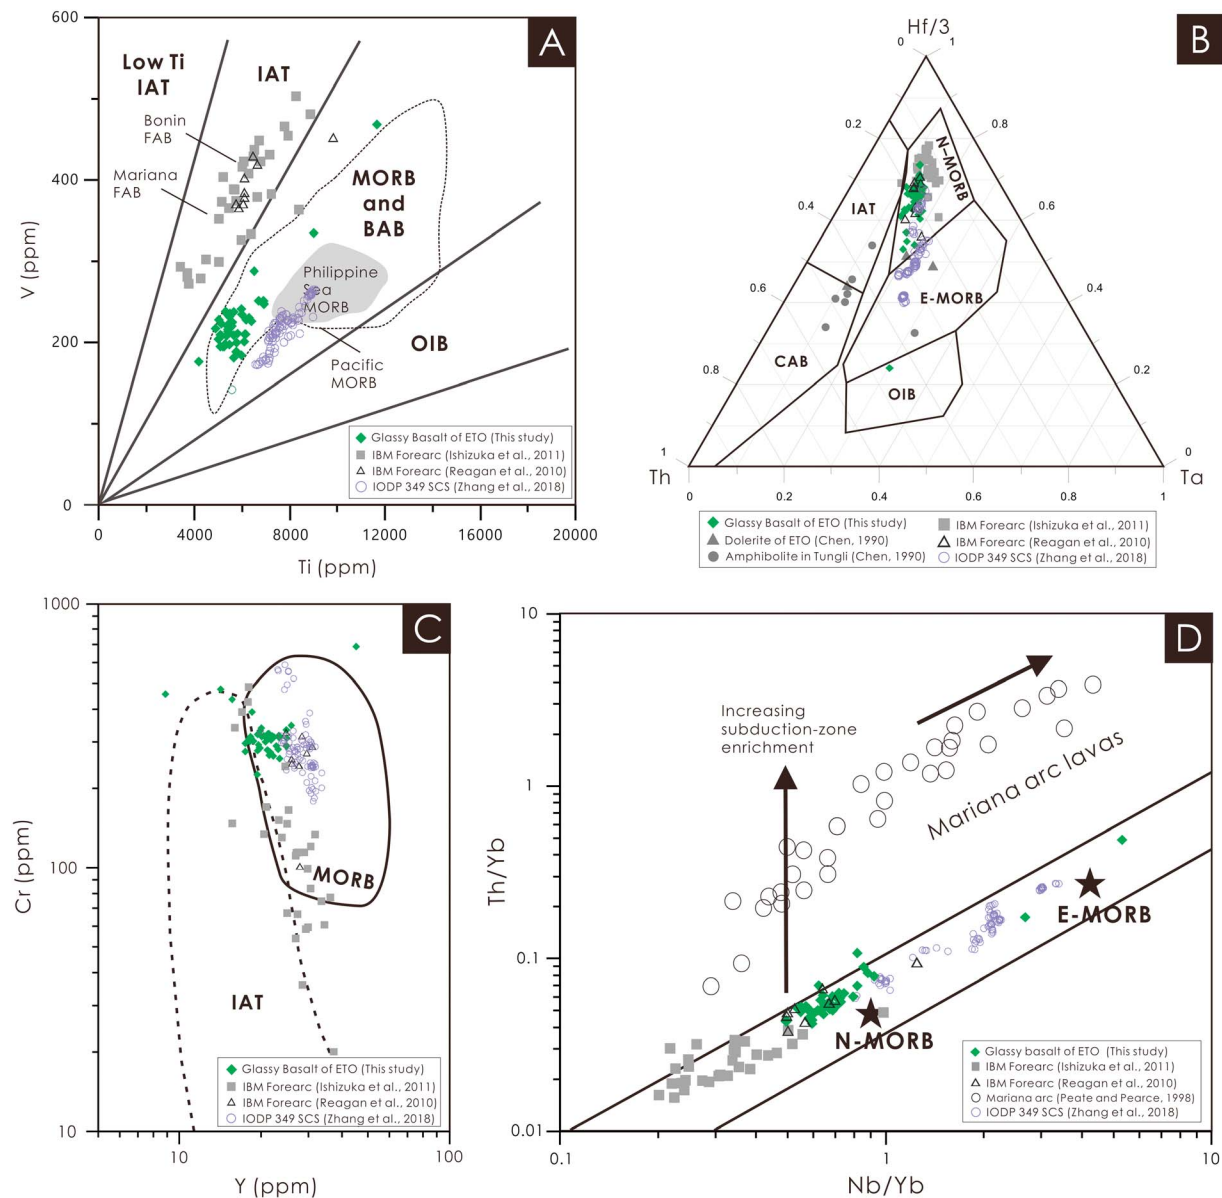 A
600
400
200
0
V (ppm)
0
4000
8000
12000
16000
20000
Ti (ppm)
Low Ti
IAT
IAT
Bonin
FAB
Mariana
FAB
MORB
and
BAB
Philippine
Sea
MORB
OIB
Pacific
MORB
Glassy Basalt of ETO (This study)
IBM Forearc (Ishizuka et al., 2011)
IBM Forearc (Reagan et al., 2010)
IODP 349 SCS (Zhang et al., 2018)
B
Hf/3
0
1
0.2
0.8
0.4
0.6
0.6
0.4
0.8
0.2
1
0
Th
Ta
0
0.2
0.4
0.6
0.8
1
N-MORB
IAT
E-MORB
CAB
OIB
Glassy Basalt of ETO (This study)
Dolerite of ETO (Chen, 1990)
Amphibolite in Tungli (Chen, 1990)
IBM Forearc (Ishizuka et al., 2011)
IBM Forearc (Reagan et al., 2010)
IODP 349 SCS (Zhang et al., 2018)
C
1000
100
10
Cr (ppm)
10
100
Y (ppm)
MORB
IAT
Glassy basalt of ETO (This study)
IBM Forearc (Ishizuka et al., 2011)
IBM Forearc (Reagan et al., 2010)
IODP 349 SCS (Zhang et al., 2018)
D
10
1
0.1
0.01
Th/Yb
0.1
1
10
Nb/Yb
Increasing
subduction-zone
enrichment
Mariana arc lavas
E-MORB
N-MORB
Glassy basalt of ETO (This study)
IBM Forearc (Ishizuka et al., 2011)
IBM Forearc (Reagan et al., 2010)
Mariana arc (Peate and Pearce, 1998)
IODP 349 SCS (Zhang et al., 2018)